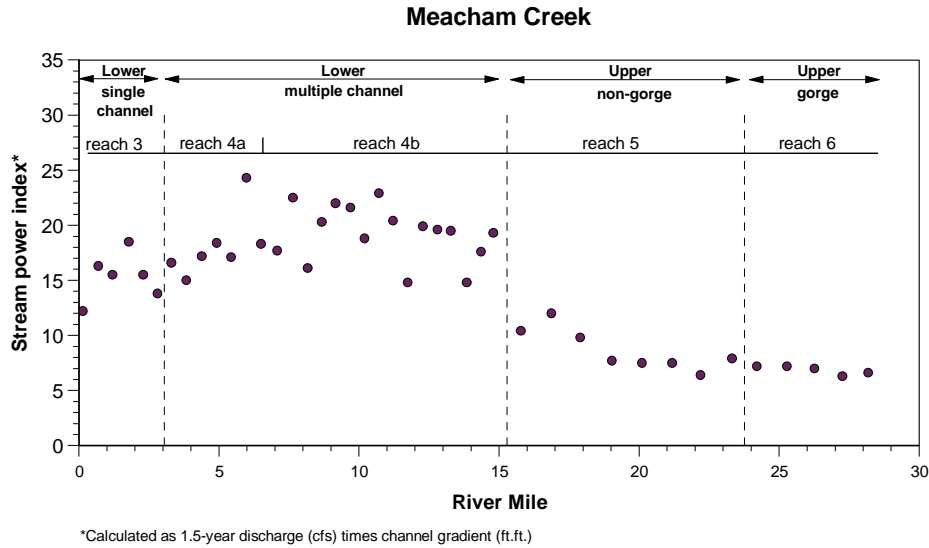 Meacham Creek
35
30
25
20
15
10
5
0
Stream power index*
Lower
single
channel
Lower
multiple channel
Upper
non-gorge
Upper
gorge
reach 3
reach 4a
reach 4b
reach 5
reach 6
0 5 10 15 20 25 30
River Mile
*Calculated as 1.5-year discharge (cfs) times channel gradient (ft.ft.)